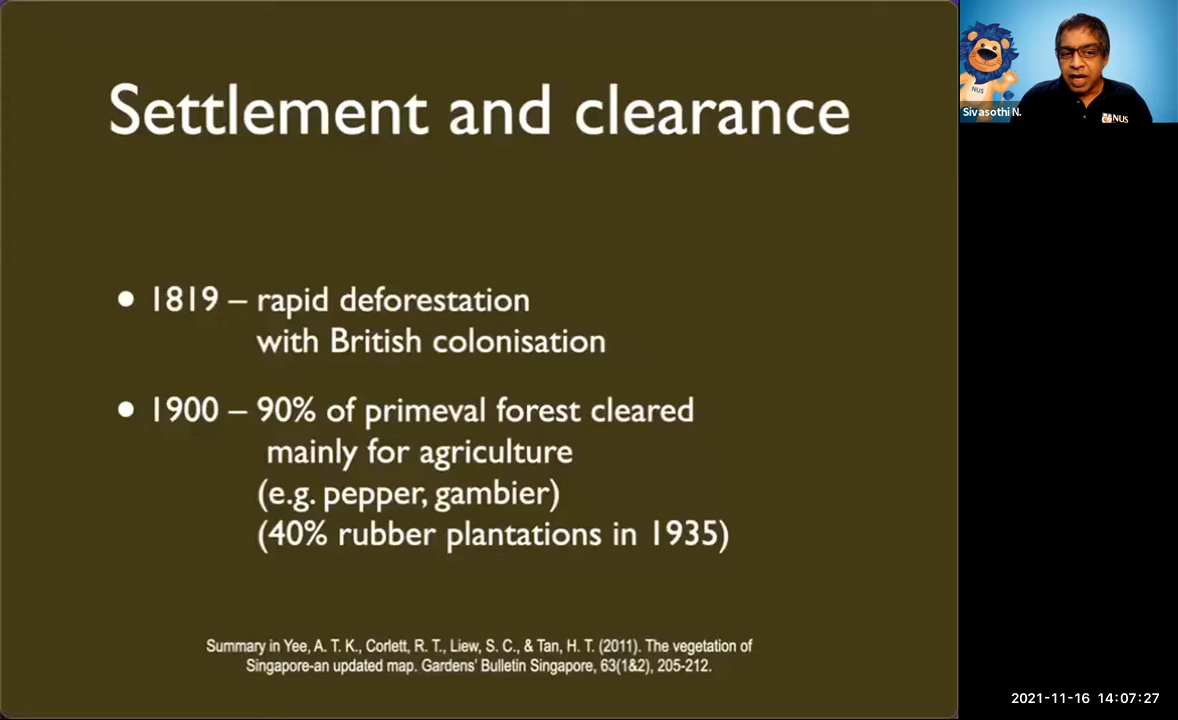 Settlement and clearance
• 1819 – rapid deforestation
with British colonisation
• 1900 – 90% of primeval forest cleared
mainly for agriculture
(e.g. pepper, gambier)
(40% rubber plantations in 1935)
Summary in Yee, A. T. K., Corlett, R. T., Liew, S. C., & Tan, H. T. (2011). The vegetation of
Singapore-an updated map. Gardens' Bulletin Singapore, 63(1&2), 205-212.
NUS
Sivasothi N.
NUS
2021-11-16 14:07:27